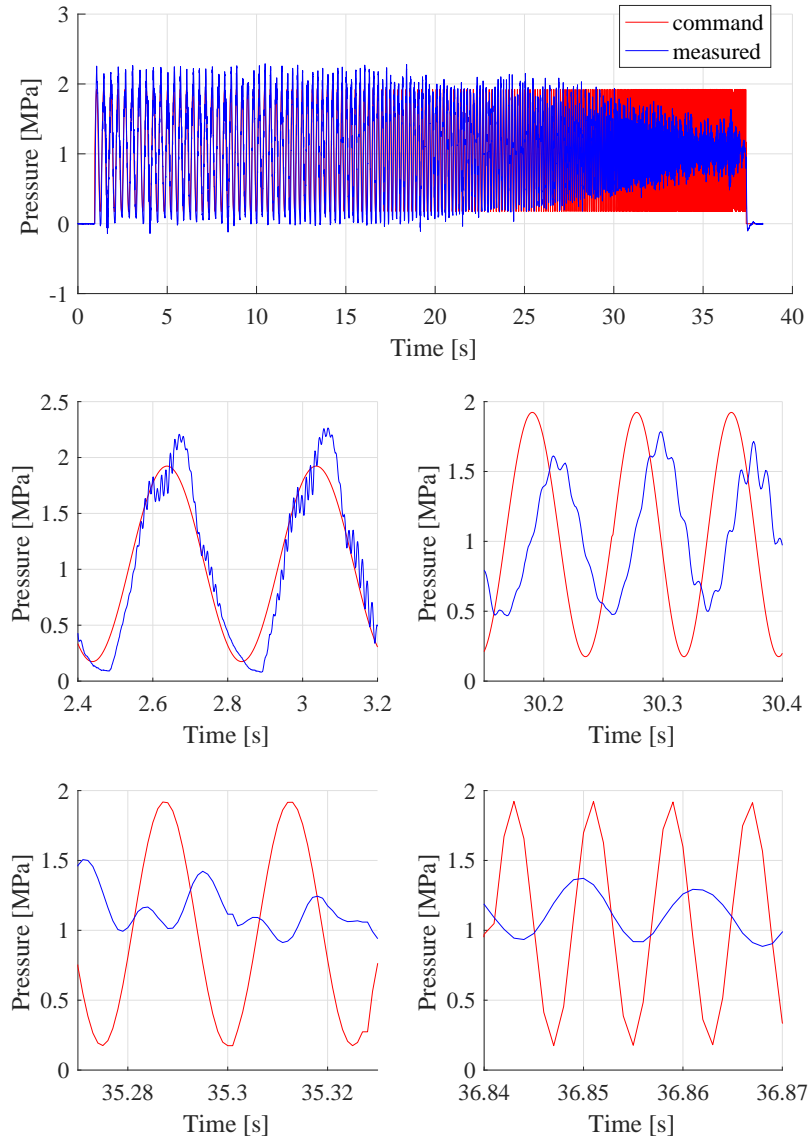 3
2
1
0
-1
Pressure [MPa]
command
measured
0 5 10 15 20 25 30 35 40
Time [s]
2.5
2
1.5
1
0.5
0
Pressure [MPa]
2.4 2.6 2.8 3 3.2
Time [s]
2
1.5
1
0.5
0
Pressure [MPa]
30.2 30.3 30.4
Time [s]
2
1.5
1
0.5
0
Pressure [MPa]
35.28 35.3 35.32
Time [s]
2
1.5
1
0.5
0
Pressure [MPa]
36.84 36.85 36.86 36.87
Time [s]